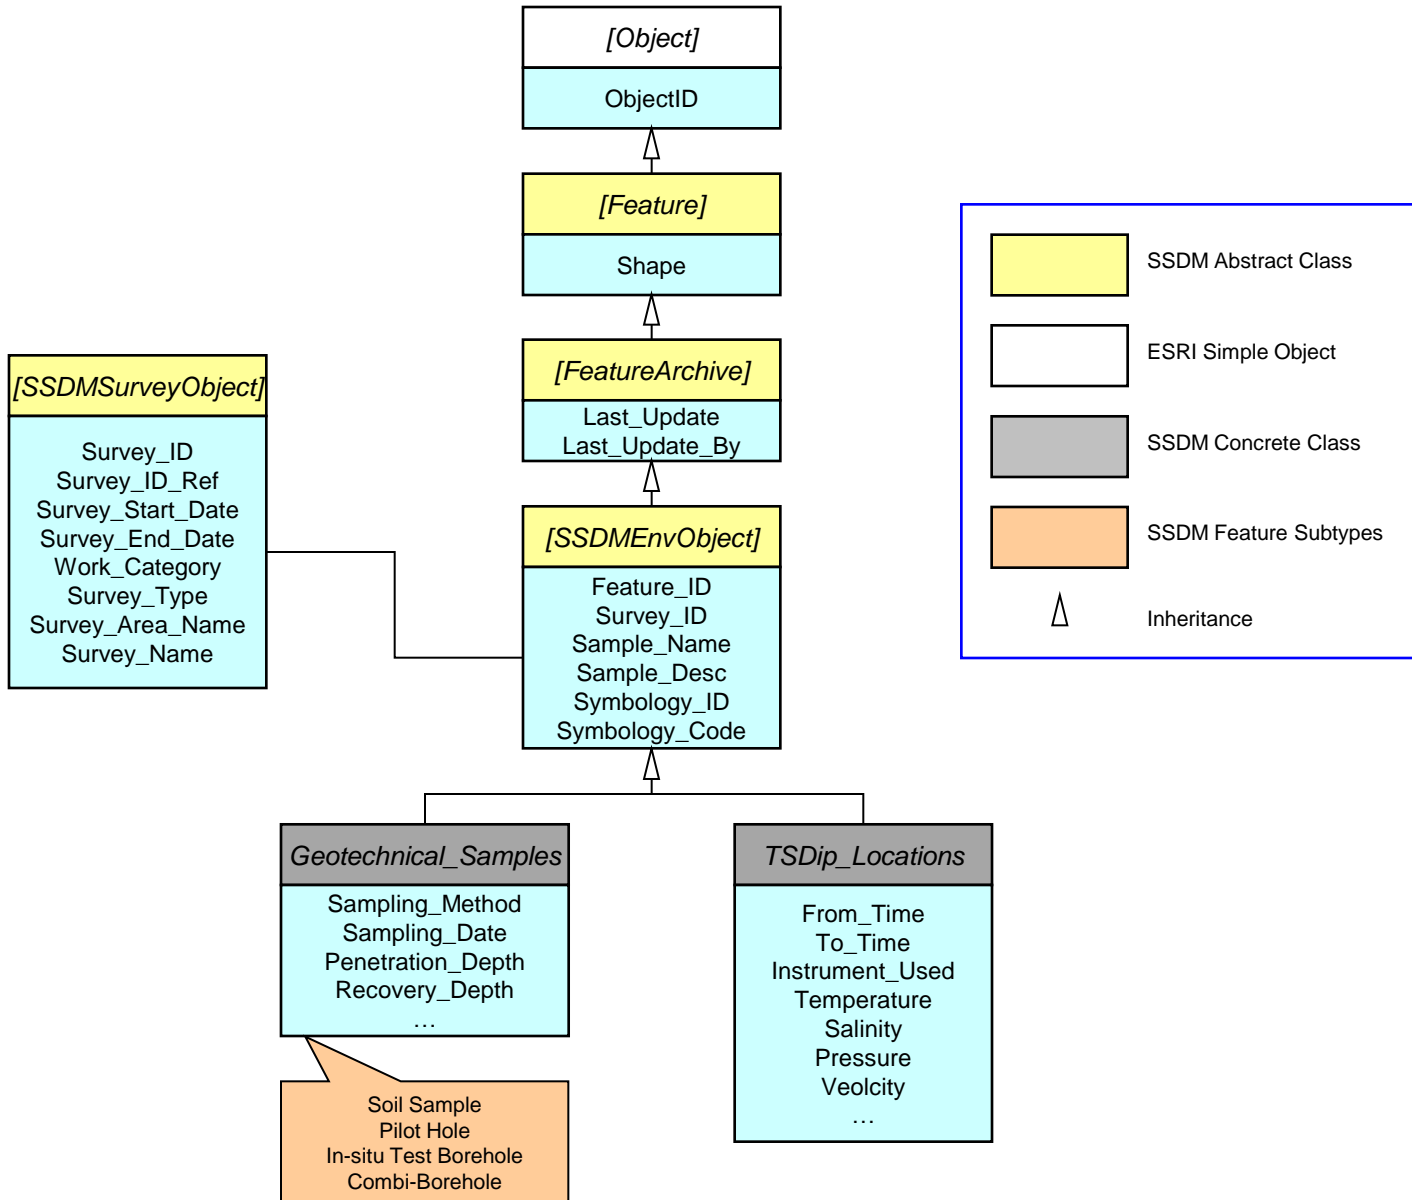 [Object]
ObjectID
[Feature]
Shape
[FeatureArchive]
Last_Update
Last_Update_By
[SSDMSurveyObject]
Survey_ID
Survey_ID_Ref
Survey_Start_Date
Survey_End_Date
Work_Category
Survey_Type
Survey_Area_Name
Survey_Name
[SSDMEnvObject]
Feature_ID
Survey_ID
Sample_Name
Sample_Desc
Symbology_ID
Symbology_Code
SSDM Abstract Class
ESRI Simple Object
SSDM Concrete Class
SSDM Feature Subtypes
Inheritance
Geotechnical_Samples
Sampling_Method
Sampling_Date
Penetration_Depth
Recovery_Depth
…
Soil Sample
Pilot Hole
In-situ Test Borehole
Combi-Borehole
TSDip_Locations
From_Time
To_Time
Instrument_Used
Temperature
Salinity
Pressure
Veolcity
…